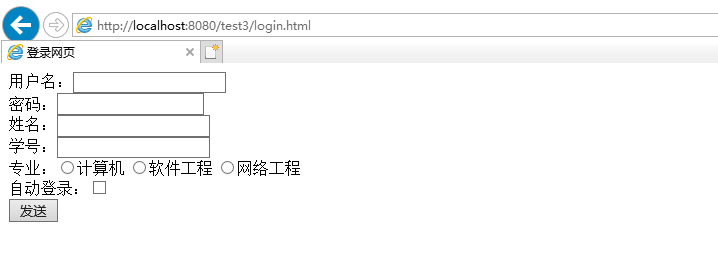 http://localhost:8080/test3/login.html
登录网页
用户名：
密码：
姓名：
学号：
专业： 计算机 软件工程 网络工程
自动登录：
发送